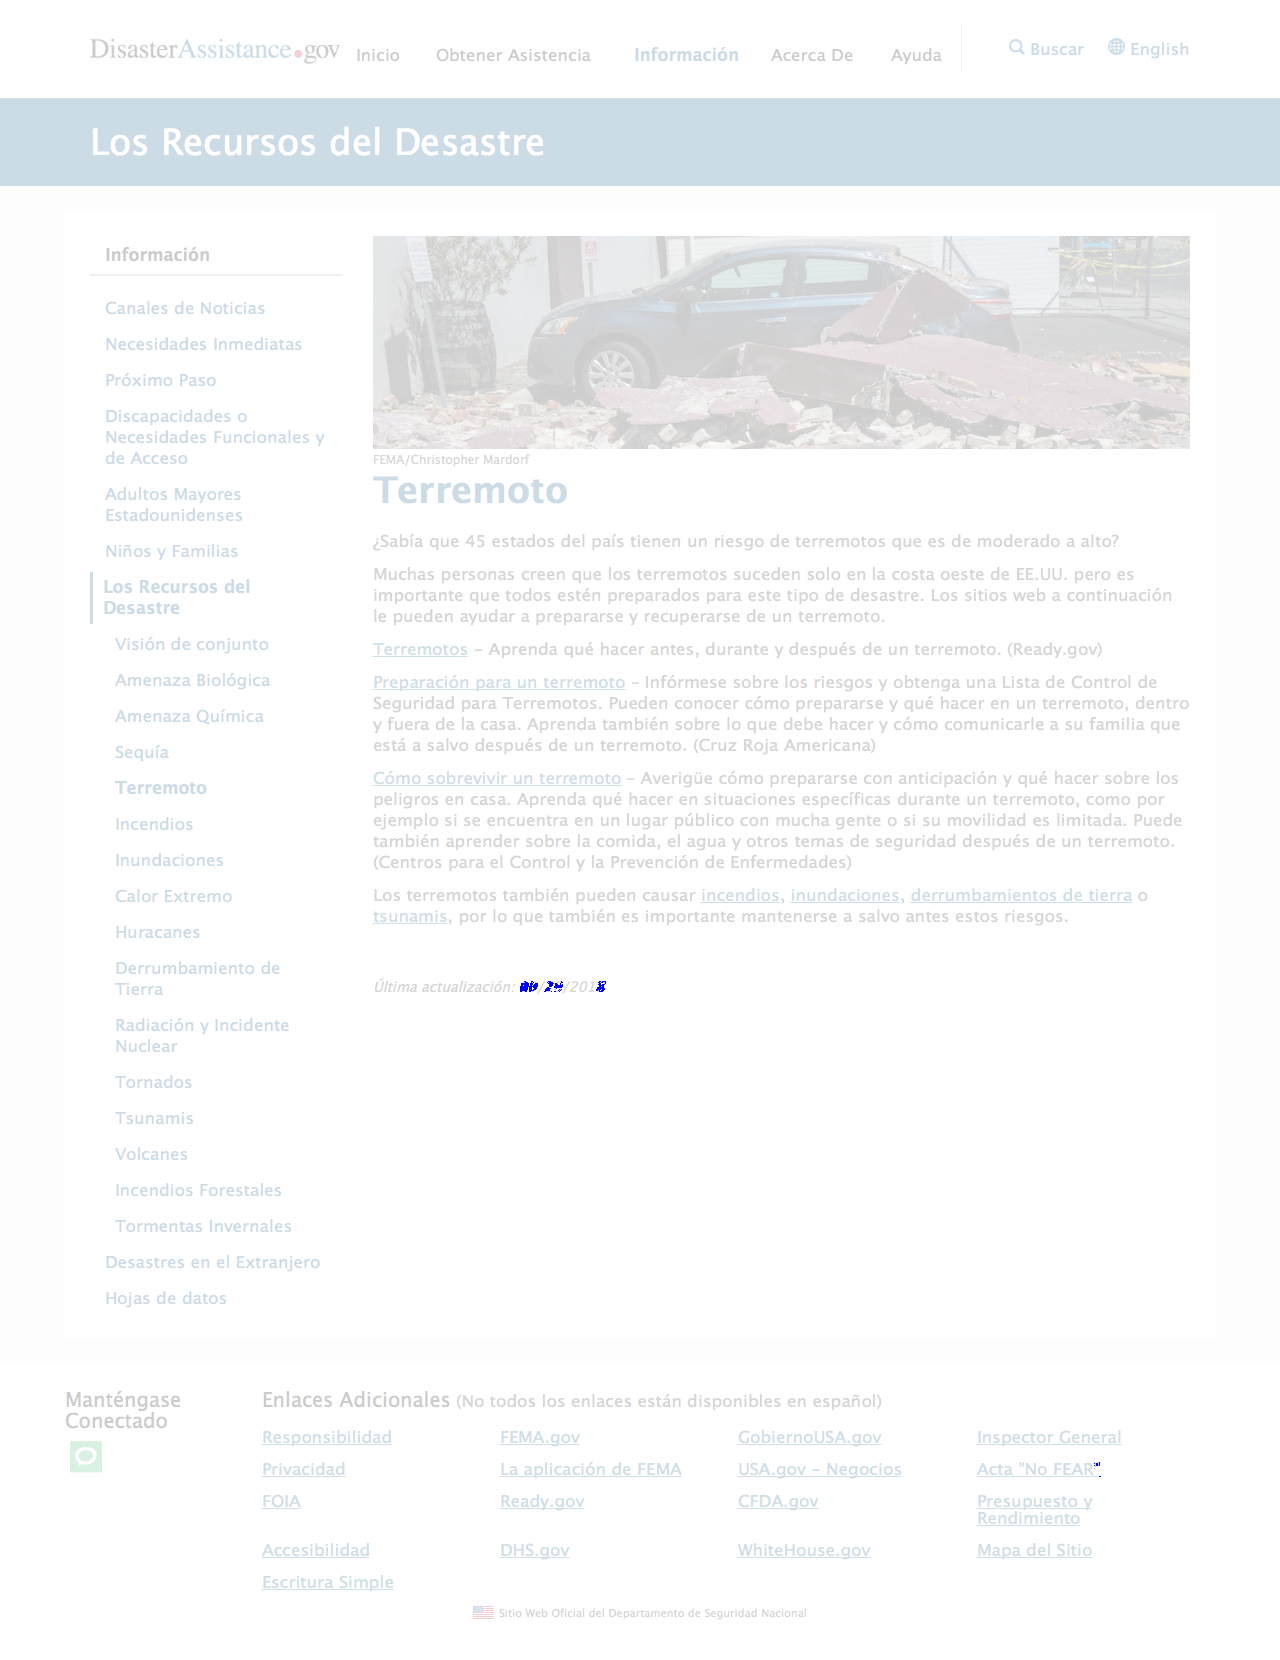 DisasterAssistance.gov
Inicio Obtener Asistencia Información Acerca De Ayuda Buscar English
Los Recursos del Desastre
Información
Canales de Noticias
Necesidades Inmediatas
Próximo Paso
Discapacidades o
Necesidades Funcionales y
de Acceso
Adultos Mayores
Estadounidenses
Niños y Familias
Los Recursos del
Desastre
Visión de conjunto
Amenaza Biológica
Amenaza Química
Sequía
Terremoto
Incendios
Inundaciones
Calor Extremo
Huracanes
Derrumbamiento de
Tierra
Radiación y Incidente
Nuclear
Tornados
Tsunamis
Volcanes
Incendios Forestales
Tormentas Invernales
Desastres en el Extranjero
Hojas de datos
FEMA/Christopher Mardorf
Terremoto
¿Sabía que 45 estados del país tienen un riesgo de terremotos que es de moderado a alto?
Muchas personas creen que los terremotos suceden solo en la costa oeste de EE.UU. pero es
importante que todos estén preparados para este tipo de desastre. Los sitios web a continuación
le pueden ayudar a prepararse y recuperarse de un terremoto.
Terremotos – Aprenda qué hacer antes, durante y después de un terremoto. (Ready.gov)
Preparación para un terremoto – Infórmese sobre los riesgos y obtenga una Lista de Control de
Seguridad para Terremotos. Pueden conocer cómo prepararse y qué hacer en un terremoto, dentro
y fuera de la casa. Aprenda también sobre lo que debe hacer y cómo comunicarle a su familia que
está a salvo después de un terremoto. (Cruz Roja Americana)
Cómo sobrevivir un terremoto – Averigüe cómo prepararse con anticipación y qué hacer sobre los
peligros en casa. Aprenda qué hacer en situaciones específicas durante un terremoto, como por
ejemplo si se encuentra en un lugar público con mucha gente o si su movilidad es limitada. Puede
también aprender sobre la comida, el agua y otros temas de seguridad después de un terremoto.
(Centros para el Control y la Prevención de Enfermedades)
Los terremotos también pueden causar incendios, inundaciones, derrumbamientos de tierra o
tsunamis, por lo que también es importante mantenerse a salvo antes estos riesgos.
Última actualización:
Manténgase
Conectado
Enlaces Adicionales (No todos los enlaces están disponibles en español)
Responsibilidad FEMA.gov GobiernoUSA.gov Inspector General
Privacidad La aplicación de FEMA USA.gov – Negocios Acta "No FEAR"
FOIA Ready.gov CFDA.gov Presupuesto y
Rendimiento
Accesibilidad DHS.gov WhiteHouse.gov Mapa del Sitio
Escritura Simple
Sitio Web Oficial del Departamento de Seguridad Nacional